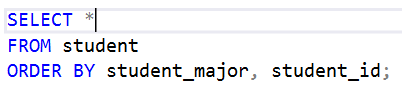 SELECT *
FROM student
ORDER BY student_major, student_id;